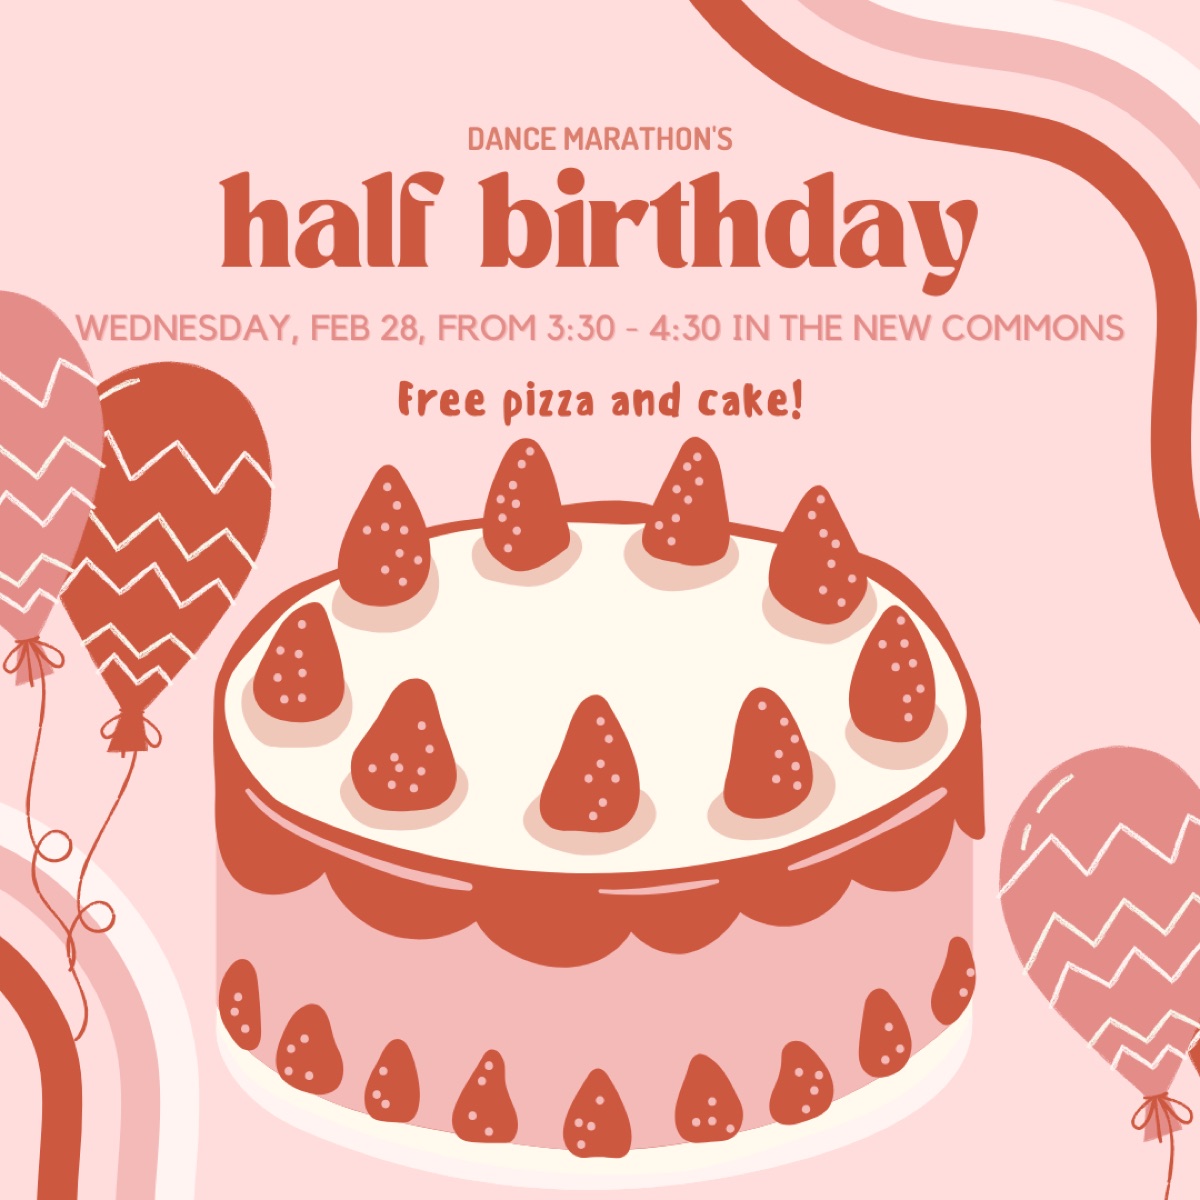 DANCE MARATHON'S
half birthday
WEDNESDAY, FEB 28, FROM 3:30 - 4:30 IN THE NEW COMMONS
Free pizza and cake!